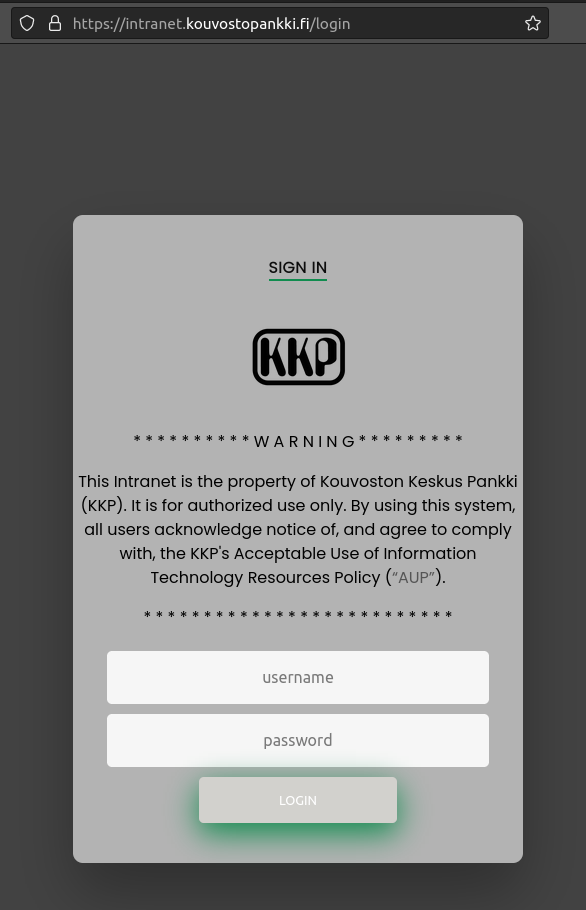 https://intranet.kouvostopankki.fi/login
SIGN IN
KKP
* * * * * * * * * * W A R N I N G * * * * * * * * *
This Intranet is the property of Kouvoston Keskus Pankki
(KKP). It is for authorized use only. By using this system,
all users acknowledge notice of, and agree to comply
with, the KKP's Acceptable Use of Information
Technology Resources Policy (“AUP”).
* * * * * * * * * * * * * * * * * * * * * * * * * *
username
password
LOGIN